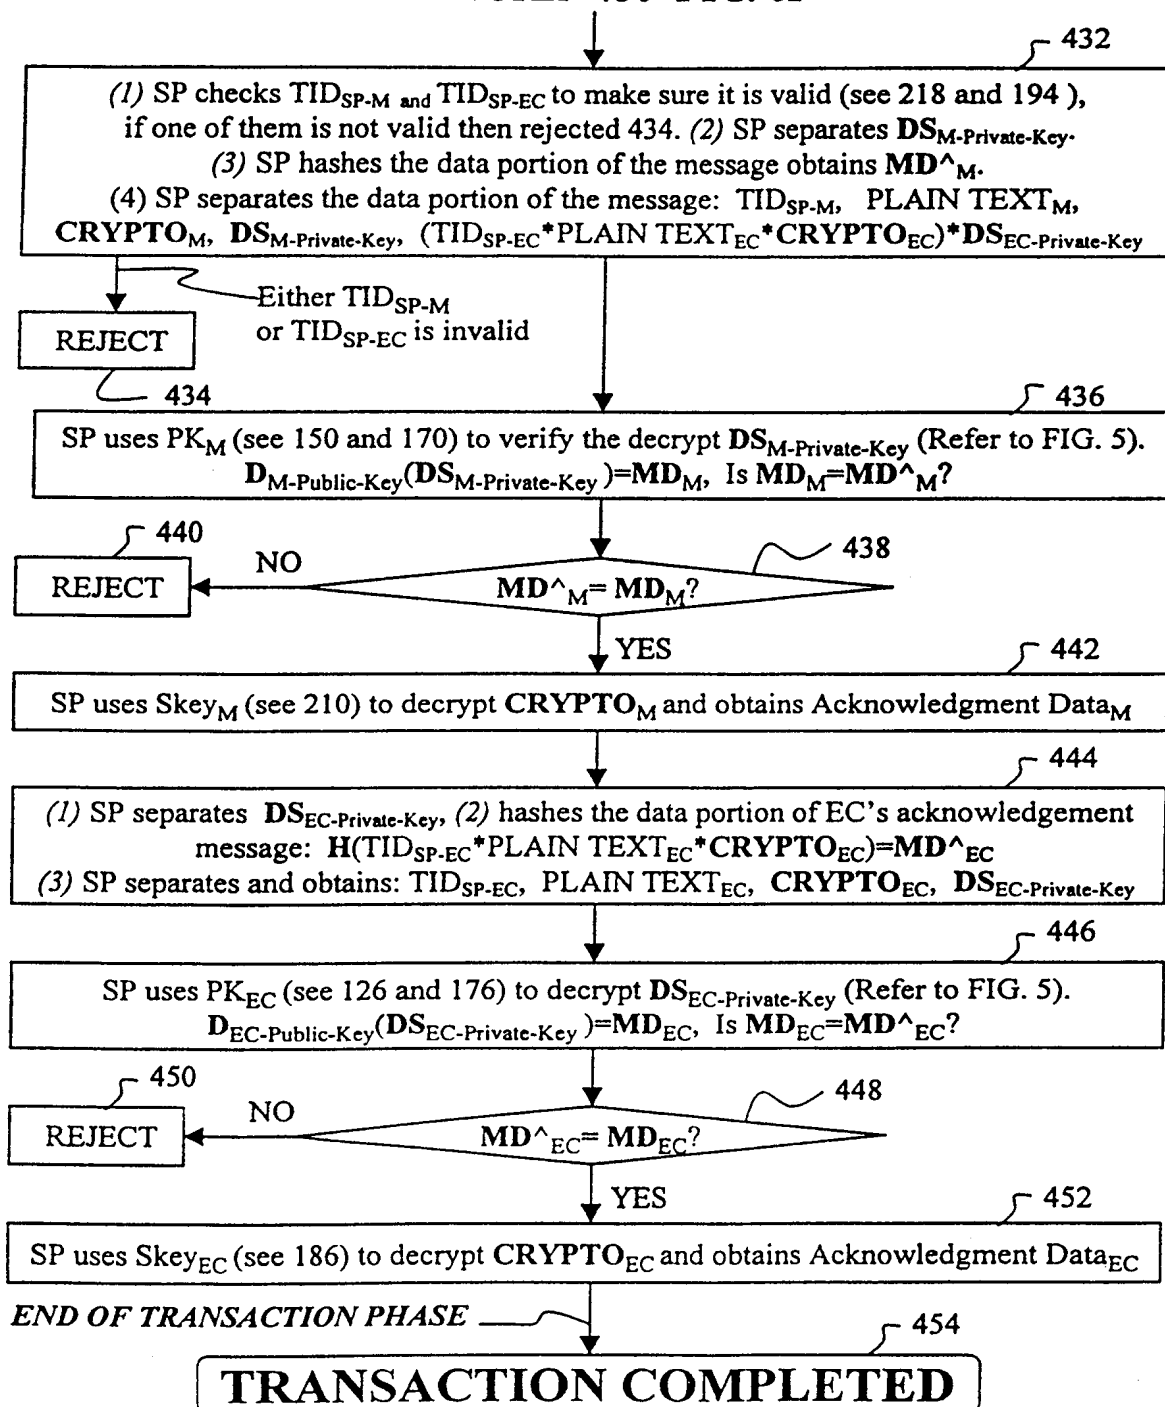 432
(1) SP checks TID_SP-M and TID_SP-EC to make sure it is valid (see 218 and 194 ),
if one of them is not valid then rejected 434. (2) SP separates DS_M-Private-Key.
(3) SP hashes the data portion of the message obtains MD^_M.
(4) SP separates the data portion of the message: TID_SP-M, PLAIN TEXT_M,
CRYPTO_M, DS_M-Private-Key, (TID_SP-EC*PLAIN TEXT_EC*CRYPTO_EC)*DS_EC-Private-Key
Either TID_SP-M
or TID_SP-EC is invalid
REJECT
434
436
SP uses PK_M (see 150 and 170) to verify the decrypt DS_M-Private-Key (Refer to FIG. 5).
D_M-Public-Key(DS_M-Private-Key)=MD_M, Is MD_M=MD^_M?
440
REJECT
NO
438
MD^_M= MD_M?
YES
442
SP uses Skey_M (see 210) to decrypt CRYPTO_M and obtains Acknowledgment Data_M
444
(1) SP separates DS_EC-Private-Key, (2) hashes the data portion of EC's acknowledgement
message: H(TID_SP-EC*PLAIN TEXT_EC*CRYPTO_EC)=MD^_EC
(3) SP separates and obtains: TID_SP-EC, PLAIN TEXT_EC, CRYPTO_EC, DS_EC-Private-Key
446
SP uses PK_EC (see 126 and 176) to decrypt DS_EC-Private-Key (Refer to FIG. 5).
D_EC-Public-Key(DS_EC-Private-Key)=MD_EC, Is MD_EC=MD^_EC?
450
REJECT
NO
448
MD^_EC= MD_EC?
YES
452
SP uses Skey_EC (see 186) to decrypt CRYPTO_EC and obtains Acknowledgment Data_EC
END OF TRANSACTION PHASE
454
TRANSACTION COMPLETED